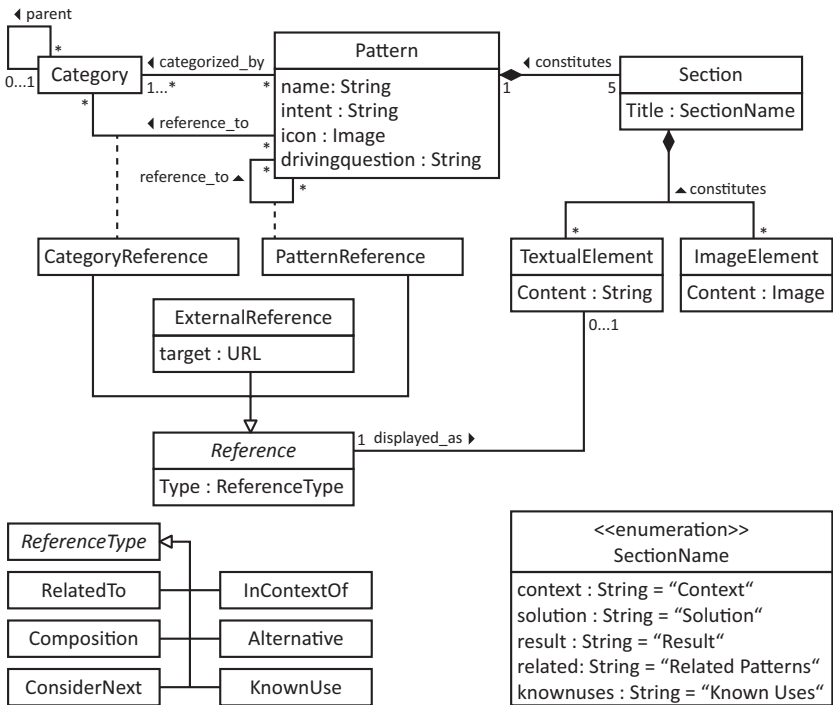 ◂ parent
0...1
*
Category
◂ categorized_by
1...*
*
*
◂ reference_to
*
reference_to ▴
*
*
Pattern
name: String
intent : String
icon : Image
drivingquestion : String
◂ constitutes
1
5
Section
Title : SectionName
▴ constitutes
*
*
CategoryReference
PatternReference
TextualElement
Content : String
ImageElement
Content : Image
0...1
ExternalReference
target : URL
Reference
Type : ReferenceType
1 displayed_as ▸
ReferenceType
RelatedTo
InContextOf
Composition
Alternative
ConsiderNext
KnownUse
<<enumeration>>
SectionName
context : String = “Context“
solution : String = “Solution“
result : String = “Result“
related: String = “Related Patterns“
knownuses : String = “Known Uses“